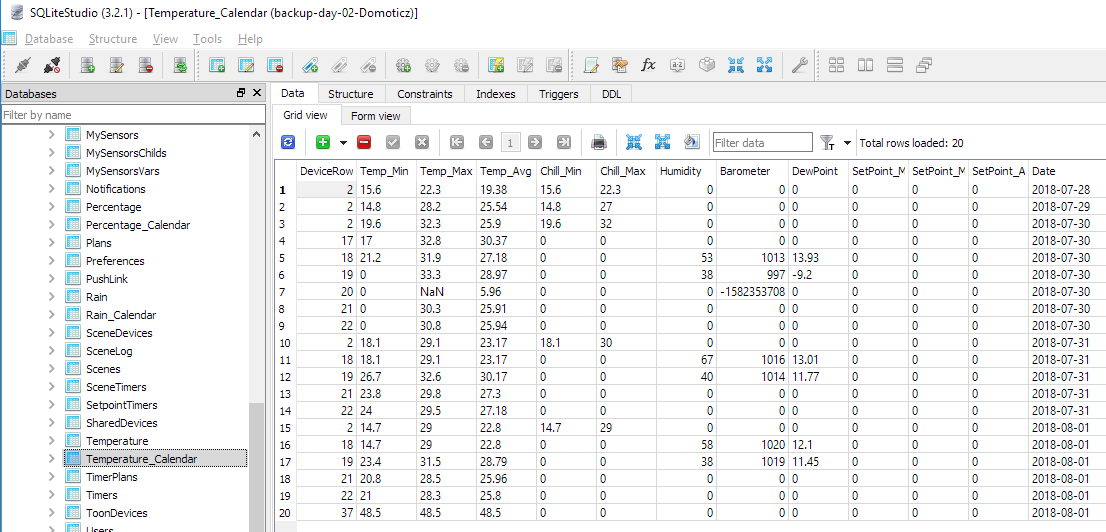 SQLiteStudio (3.2.1) - [Temperature_Calendar (backup-day-02-Domoticz)]
Database Structure View Tools Help
Databases
Filter by name
MySensors
MySensorsChilds
MySensorsVars
Notifications
Percentage
Percentage_Calendar
Plans
Preferences
PushLink
Rain
Rain_Calendar
SceneDevices
SceneLog
Scenes
SceneTimers
SetpointTimers
SharedDevices
Temperature
Temperature_Calendar
TimerPlans
Timers
ToonDevices
Users
Data Structure Constraints Indexes Triggers DDL
Grid view Form view
1 Filter data T Total rows loaded: 20
DeviceRow Temp_Min Temp_Max Temp_Avg Chill_Min Chill_Max Humidity Barometer DewPoint SetPoint_M SetPoint_M SetPoint_A Date
1 2 15.6 22.3 19.38 15.6 22.3 0 0 0 0 0 0 2018-07-28
2 2 14.8 28.2 25.54 14.8 27 0 0 0 0 0 0 2018-07-29
3 2 19.6 32.3 25.9 19.6 32 0 0 0 0 0 0 2018-07-30
4 17 17 32.8 30.37 0 0 0 0 0 0 0 0 2018-07-30
5 18 21.2 31.9 27.18 0 0 53 1013 13.93 0 0 0 2018-07-30
6 19 0 33.3 28.97 0 0 38 997 -9.2 0 0 0 2018-07-30
7 20 0 NaN 5.96 0 0 0 -1582353708 0 0 0 0 2018-07-30
8 21 0 30.3 25.91 0 0 0 0 0 0 0 0 2018-07-30
9 22 0 30.8 25.94 0 0 0 0 0 0 0 0 2018-07-30
10 2 18.1 29.1 23.17 18.1 30 0 0 0 0 0 0 2018-07-31
11 18 18.1 29.1 23.17 0 0 67 1016 13.01 0 0 0 2018-07-31
12 19 26.7 32.6 30.17 0 0 40 1014 11.77 0 0 0 2018-07-31
13 21 23.8 29.8 27.3 0 0 0 0 0 0 0 0 2018-07-31
14 22 24 29.5 27.18 0 0 0 0 0 0 0 0 2018-07-31
15 2 14.7 29 22.8 14.7 29 0 0 0 0 0 0 2018-08-01
16 18 14.7 29 22.8 0 0 58 1020 12.1 0 0 0 2018-08-01
17 19 23.4 31.5 28.79 0 0 38 1019 11.45 0 0 0 2018-08-01
18 21 20.8 28.5 25.96 0 0 0 0 0 0 0 0 2018-08-01
19 22 21 28.3 25.8 0 0 0 0 0 0 0 0 2018-08-01
20 37 48.5 48.5 48.5 0 0 0 0 0 0 0 0 2018-08-01